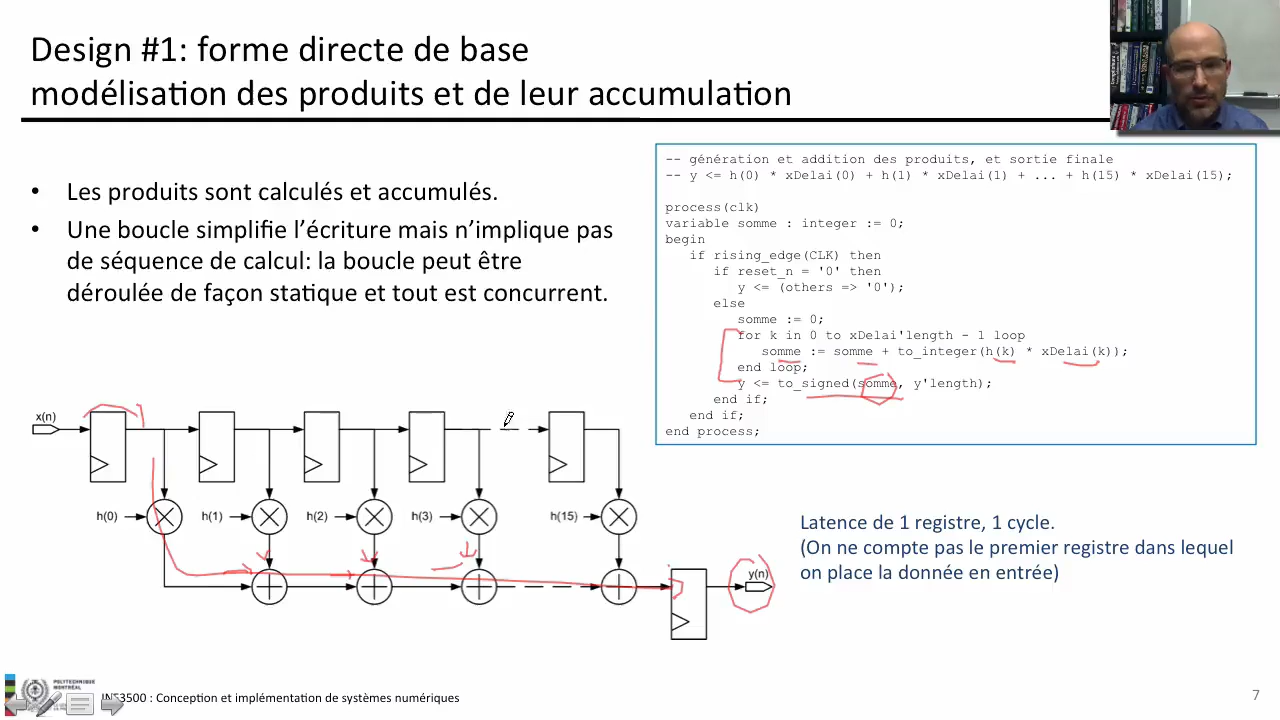 Design #1: forme directe de base
modélisation des produits et de leur accumulation
• Les produits sont calculés et accumulés.
• Une boucle simplifie l'écriture mais n'implique pas
de séquence de calcul: la boucle peut être
déroulée de façon statique et tout est concurrent.
-- génération et addition des produits, et sortie finale
-- y <= h(0) * xDelai(0) + h(1) * xDelai(1) + ... + h(15) * xDelai(15);
process(clk)
variable somme : integer := 0;
begin
if rising_edge(CLK) then
if reset_n = '0' then
y <= (others => '0');
else
somme := 0;
for k in 0 to xDelai'length - 1 loop
somme := somme + to_integer(h(k) * xDelai(k));
end loop;
y <= to_signed(somme, y'length);
end if;
end if;
end process;
x(n)
h(0) h(1) h(2) h(3) h(15)
y(n)
Latence de 1 registre, 1 cycle.
(On ne compte pas le premier registre dans lequel
on place la donnée en entrée)
POLYTECHNIQUE
MONTRÉAL
INF3500 : Conception et implémentation de systèmes numériques
7